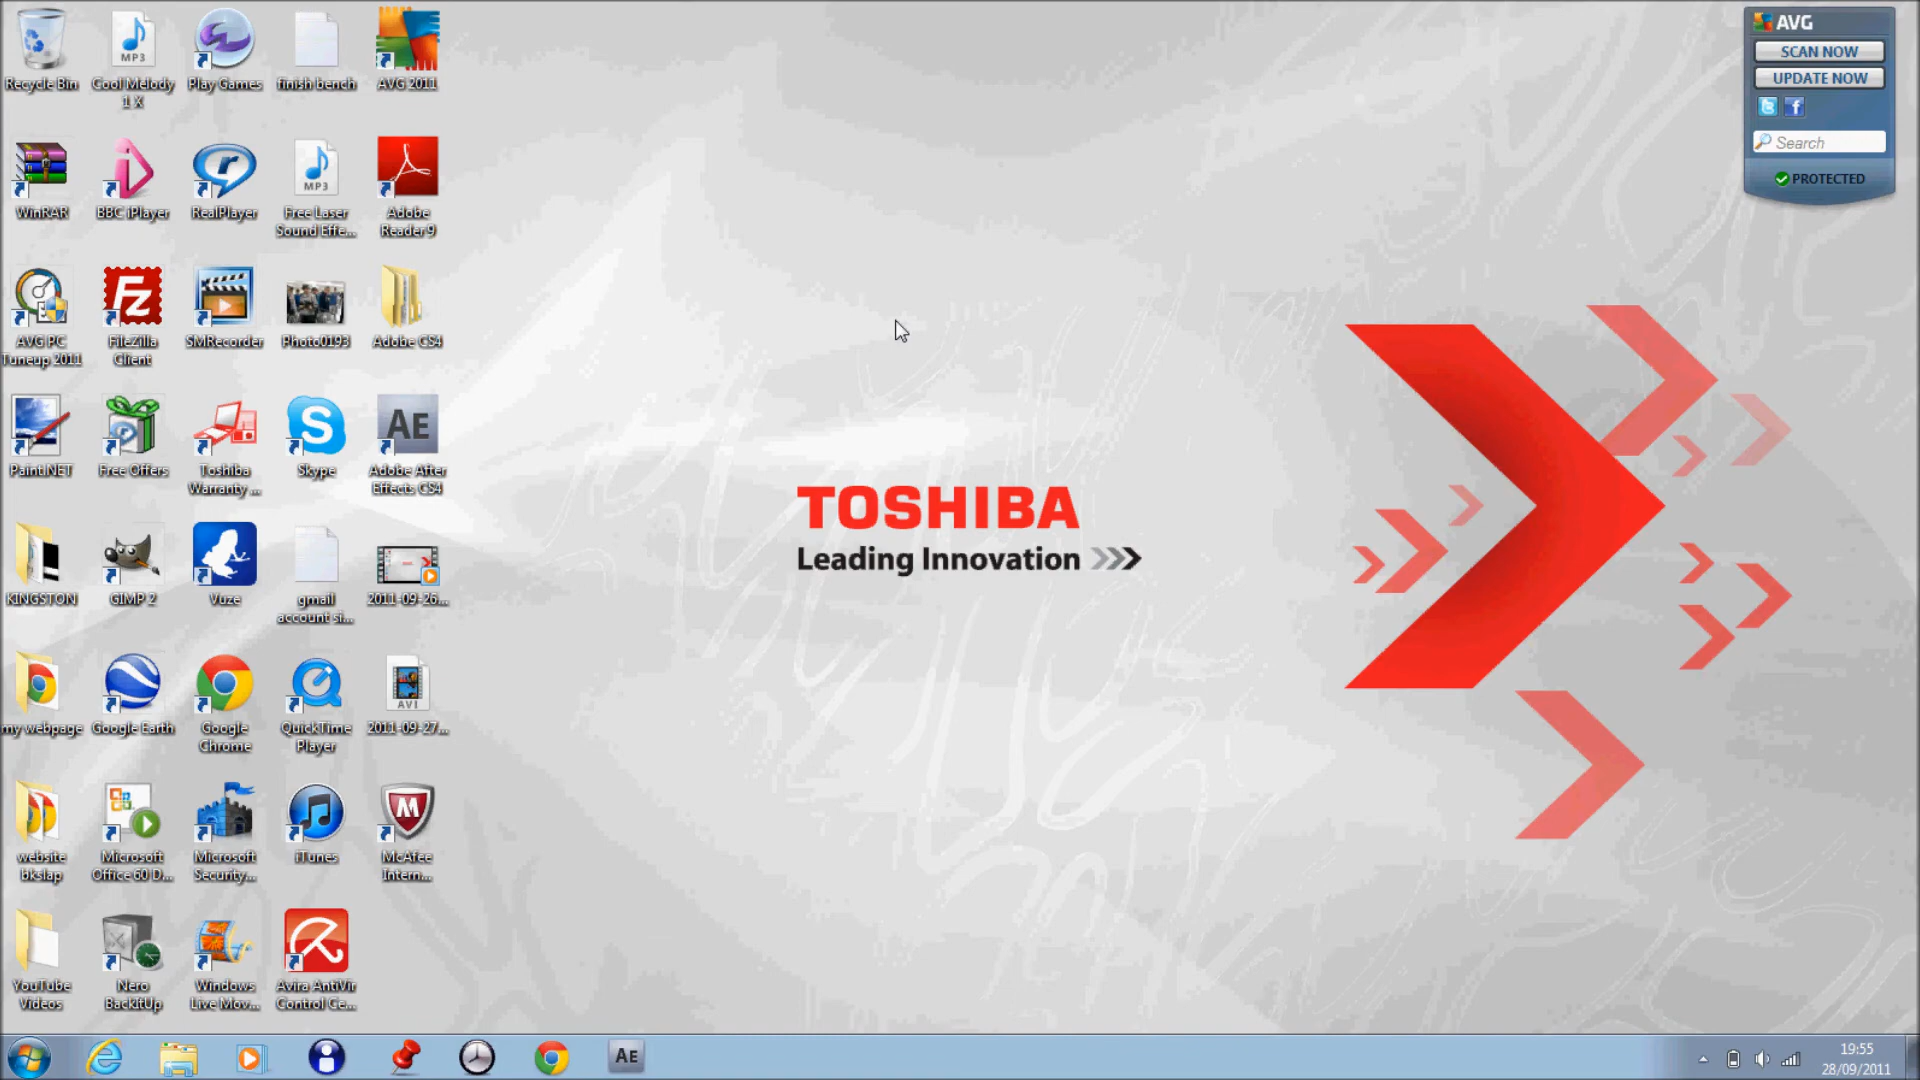 Recycle Bin
Cool Melody
1 X
Play Games
finish bench
AVG 2011
WinRAR
BBC iPlayer
RealPlayer
MP3
Free Laser
Sound Effe...
Adobe
Reader 9
AVG PC
Tuneup 2011
FileZilla
Client
SMRecorder
Photo0193
Adobe CS4
Paint.NET
Free Offers
Toshiba
Warranty ...
Skype
AE
Adobe After
Effects CS4
KINGSTON
GIMP 2
Vuze
gmail
account si...
2011-09-26...
my webpage
Google Earth
Google
Chrome
QuickTime
Player
AVI
2011-09-27...
website
bkslap
Microsoft
Office 60 D...
Microsoft
Security...
iTunes
McAfee
Intern...
YouTube
Videos
Nero
BackItUp
Windows
Live Mov...
Avira AntiVir
Control Ce...
MP3
TOSHIBA
Leading Innovation >>>
AVG
SCAN NOW
UPDATE NOW
Search
PROTECTED
AE
19:55
28/09/2011